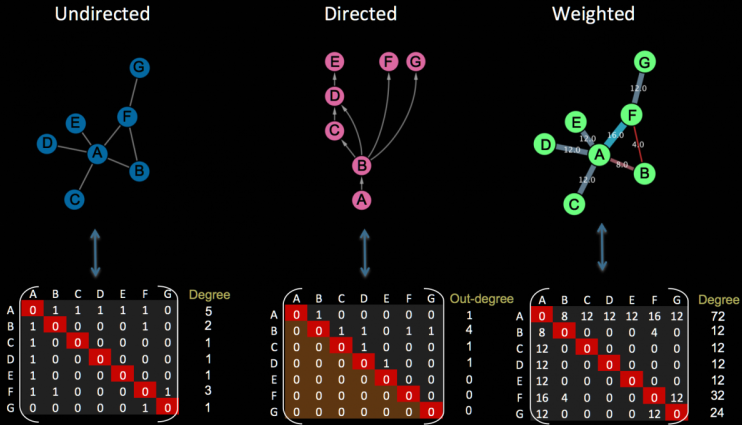 Undirected
G
F
E
D
A
B
C
A B C D E F G Degree
A 0 1 1 1 1 1 0 5
B 1 0 0 0 0 1 0 2
C 1 0 0 0 0 0 0 1
D 1 0 0 0 0 0 0 1
E 1 0 0 0 0 0 0 1
F 1 1 0 0 0 0 1 3
G 0 0 0 0 0 1 0 1
Directed
E F G
D
C
B
A
A B C D E F G Out-degree
A 0 1 0 0 0 0 0 1
B 0 0 1 1 0 1 1 4
C 0 0 0 1 0 0 0 1
D 0 0 0 0 1 0 0 1
E 0 0 0 0 0 0 0 0
F 0 0 0 0 0 0 0 0
G 0 0 0 0 0 0 0 0
Weighted
G
12.0
F
E
16.0
12.0
4.0
D
12.0
A
8.0
B
12.0
C
A B C D E F G Degree
A 0 8 12 12 12 16 12 72
B 8 0 0 0 0 4 0 12
C 12 0 0 0 0 0 0 12
D 12 0 0 0 0 0 0 12
E 12 0 0 0 0 0 0 12
F 16 4 0 0 0 0 12 32
G 12 0 0 0 0 12 0 24